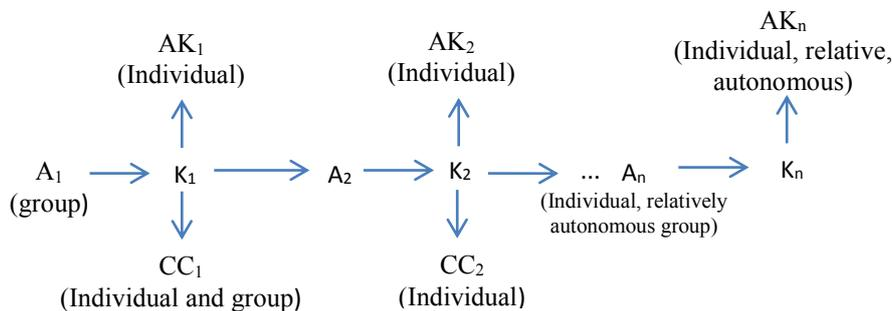 AK₁
(Individual)
AK₂
(Individual)
AKₙ
(Individual, relative,
autonomous)
A₁
(group)
K₁
A₂
K₂
... Aₙ
(Individual, relatively
autonomous group)
Kₙ
CC₁
(Individual and group)
CC₂
(Individual)